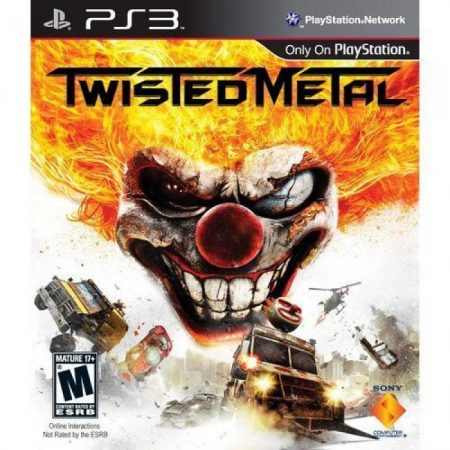 PS3
PlayStation®Network
Only On PlayStation®
TWISTED METAL
MATURE 17+
M
CONTENT RATED BY
ESRB
Online Interactions
Not Rated by the ESRB
SONY
COMPUTER